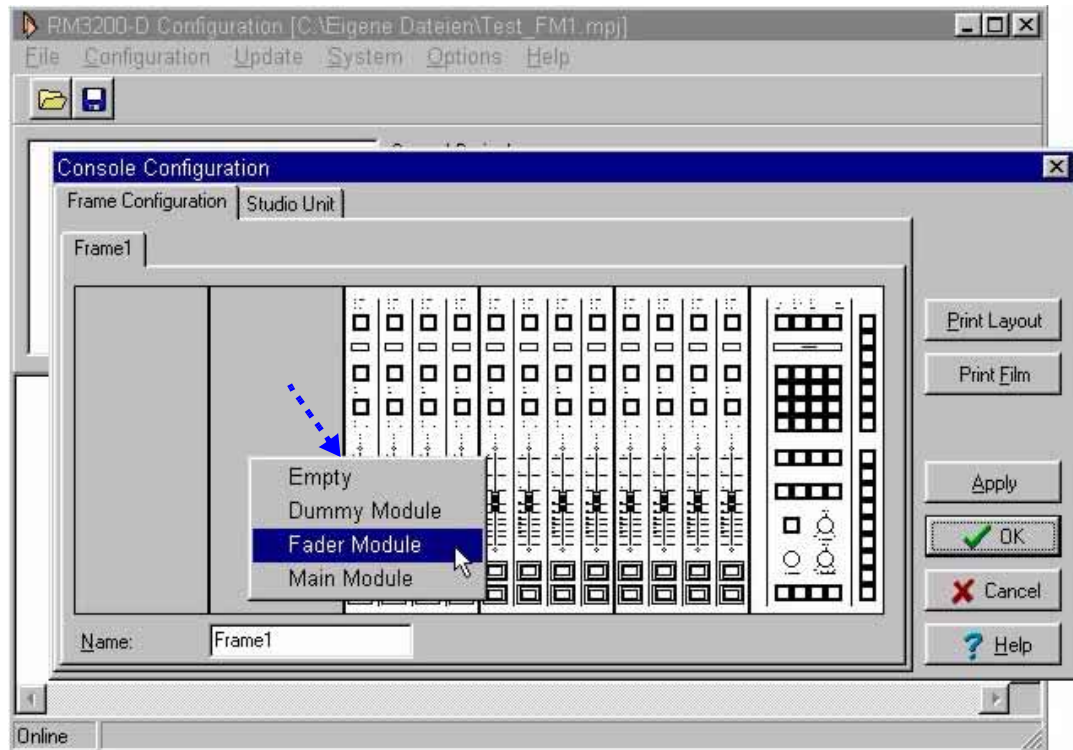 RM3200-D Configuration [C:\Eigene Dateien\Test_FM1.mpj]
File Configuration Update System Options Help
Console Configuration
Frame Configuration Studio Unit
Frame1
Print Layout
Print Film
Empty
Dummy Module
Fader Module
Main Module
Apply
OK
Cancel
Help
Name: Frame1
Online